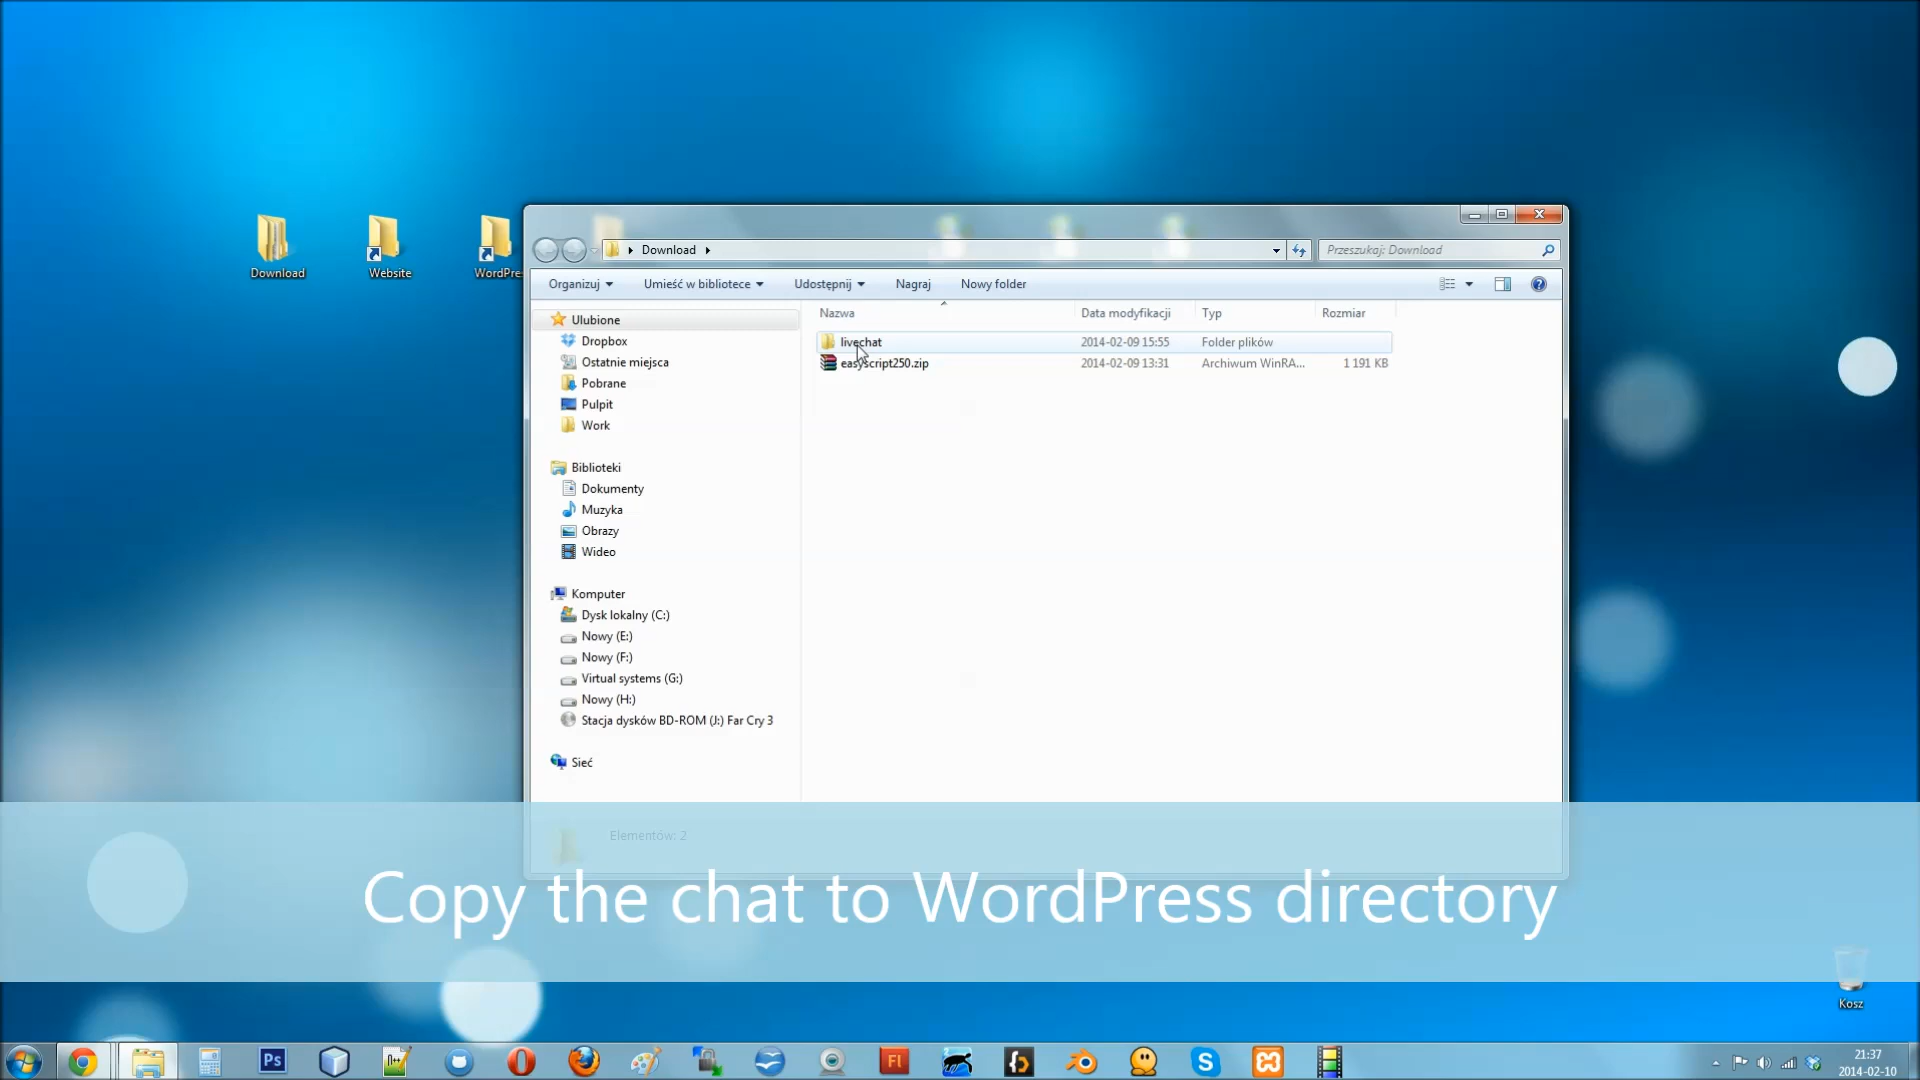 Download
Website
WordPres
Download
Przeszukaj: Download
Organizuj
Umieść w bibliotece
Udostępnij
Nagraj
Nowy folder
Nazwa
Data modyfikacji
Typ
Rozmiar
livechat
2014-02-09 15:55
Folder plików
easyscript250.zip
2014-02-09 13:31
Archiwum WinRA...
1 191 KB
Ulubione
Dropbox
Ostatnie miejsca
Pobrane
Pulpit
Work
Biblioteki
Dokumenty
Muzyka
Obrazy
Wideo
Komputer
Dysk lokalny (C:)
Nowy (E:)
Nowy (F:)
Virtual systems (G:)
Nowy (H:)
Stacja dysków BD-ROM (J:) Far Cry 3
Sieć
Elementów: 2
Copy the chat to WordPress directory
Kosz
Ps
Fl
21:37
2014-02-10